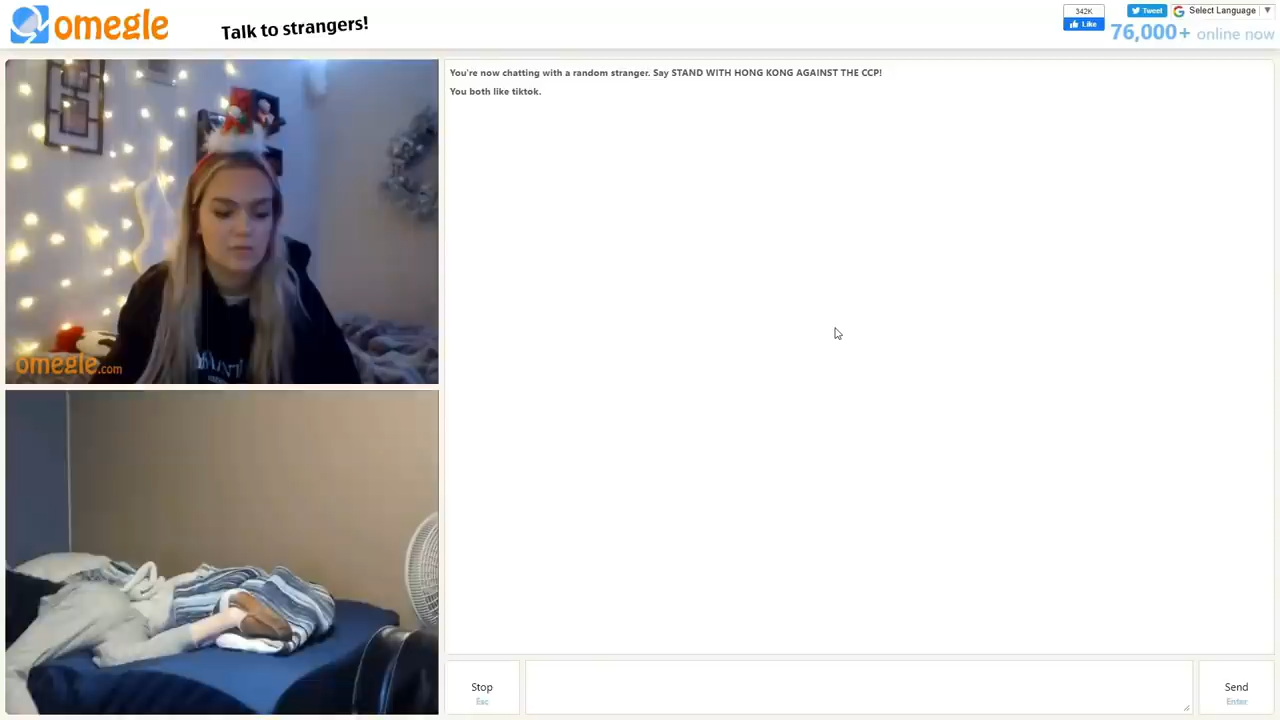 omegle
Talk to strangers!
342K
Like
Tweet
Select Language ▼
76,000+ online now
You're now chatting with a random stranger. Say STAND WITH HONG KONG AGAINST THE CCP!
You both like tiktok.
omegle.com
Stop
Esc
Send
Enter